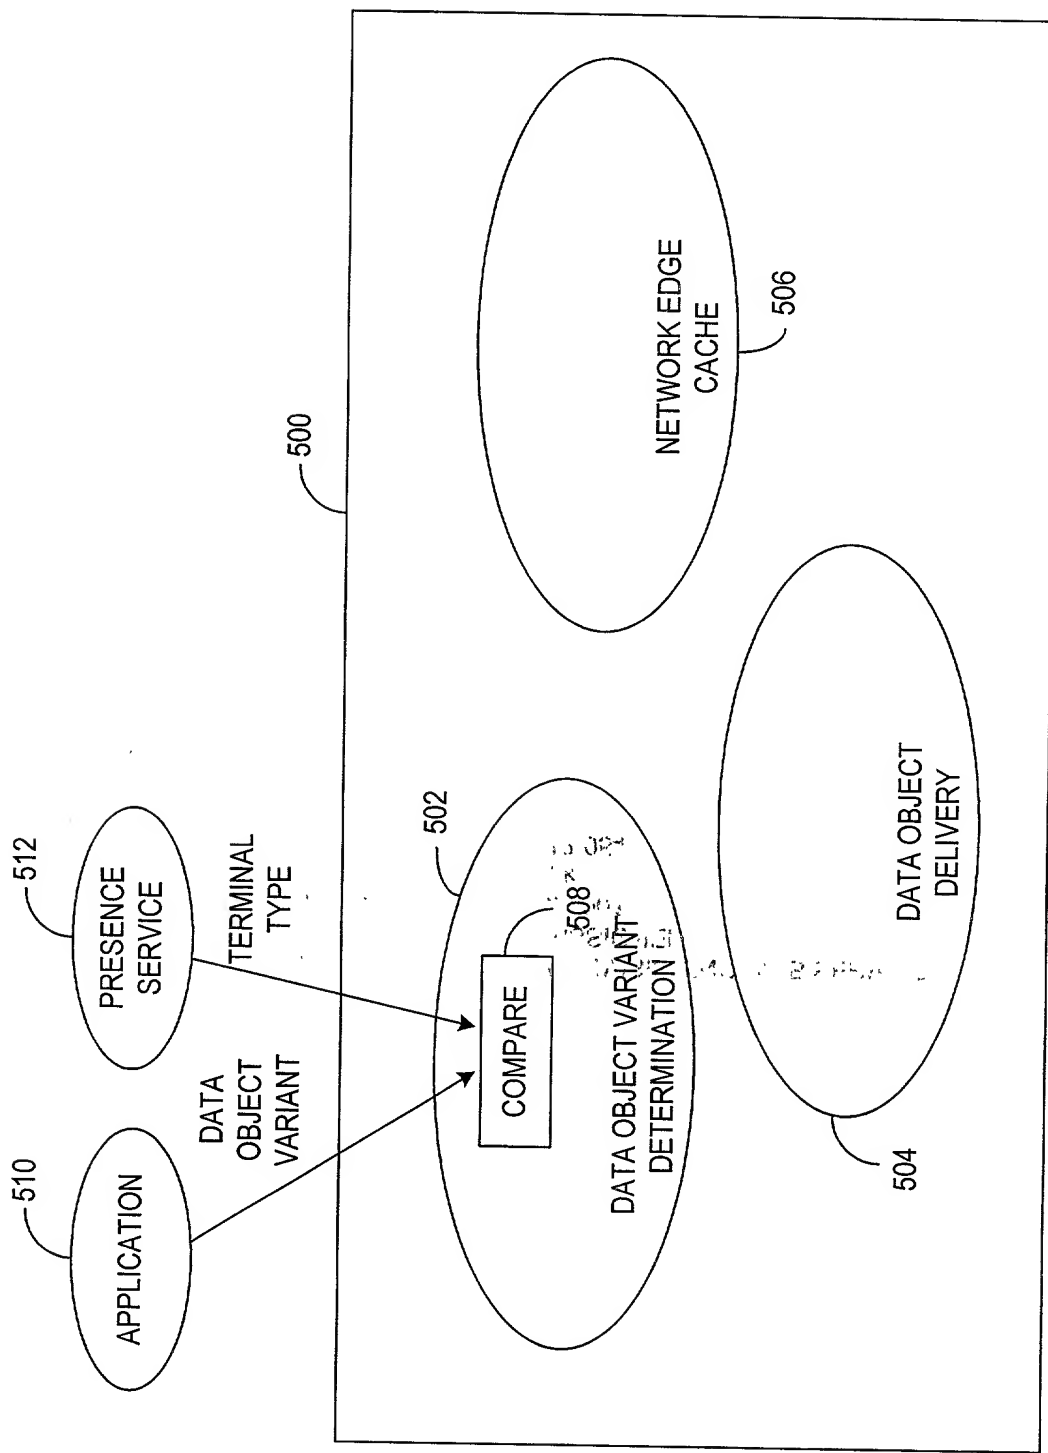 510
APPLICATION
512
PRESENCE
SERVICE
DATA
OBJECT
VARIANT
TERMINAL
TYPE
500
502
COMPARE
508
DATA OBJECT VARIANT
DETERMINATION
504
DATA OBJECT
DELIVERY
NETWORK EDGE
CACHE
506